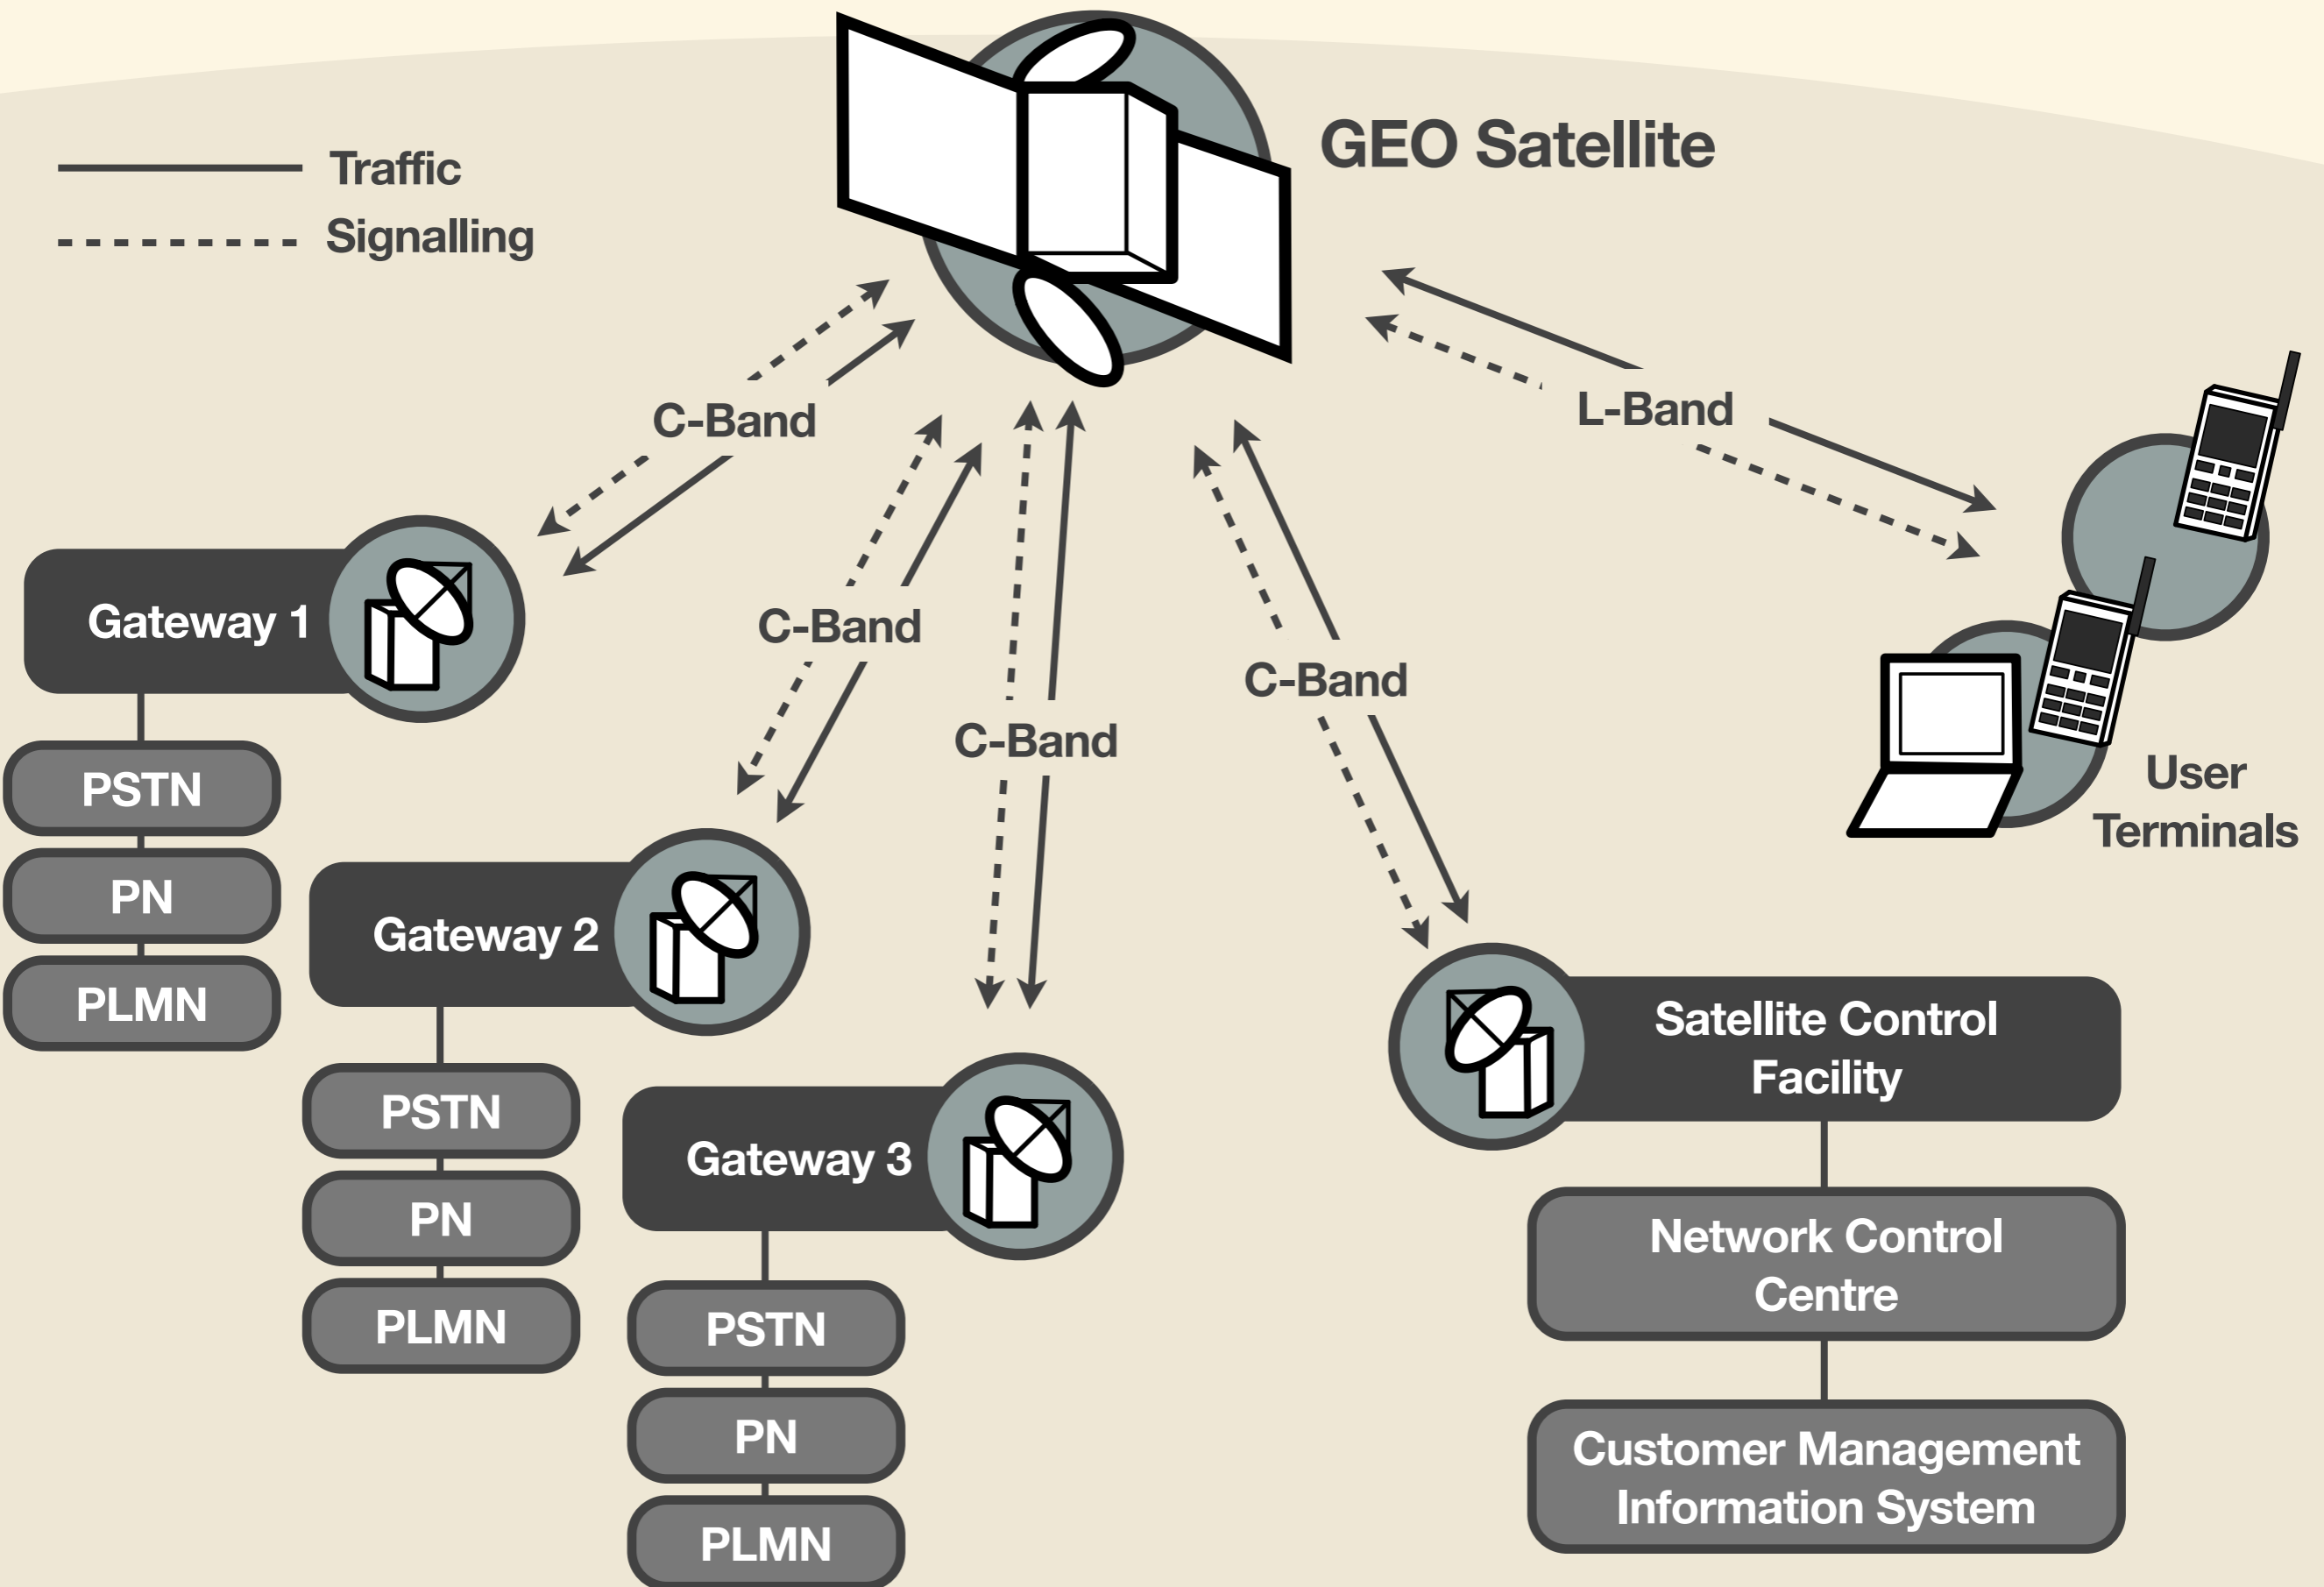 GEO Satellite
Traffic
Signalling
C-Band
L-Band
C-Band
C-Band
C-Band
User
Terminals
Gateway 1
PSTN
PN
PLMN
Gateway 2
PSTN
PN
PLMN
Gateway 3
PSTN
PN
PLMN
Satellite Control
Facility
Network Control
Centre
Customer Management
Information System